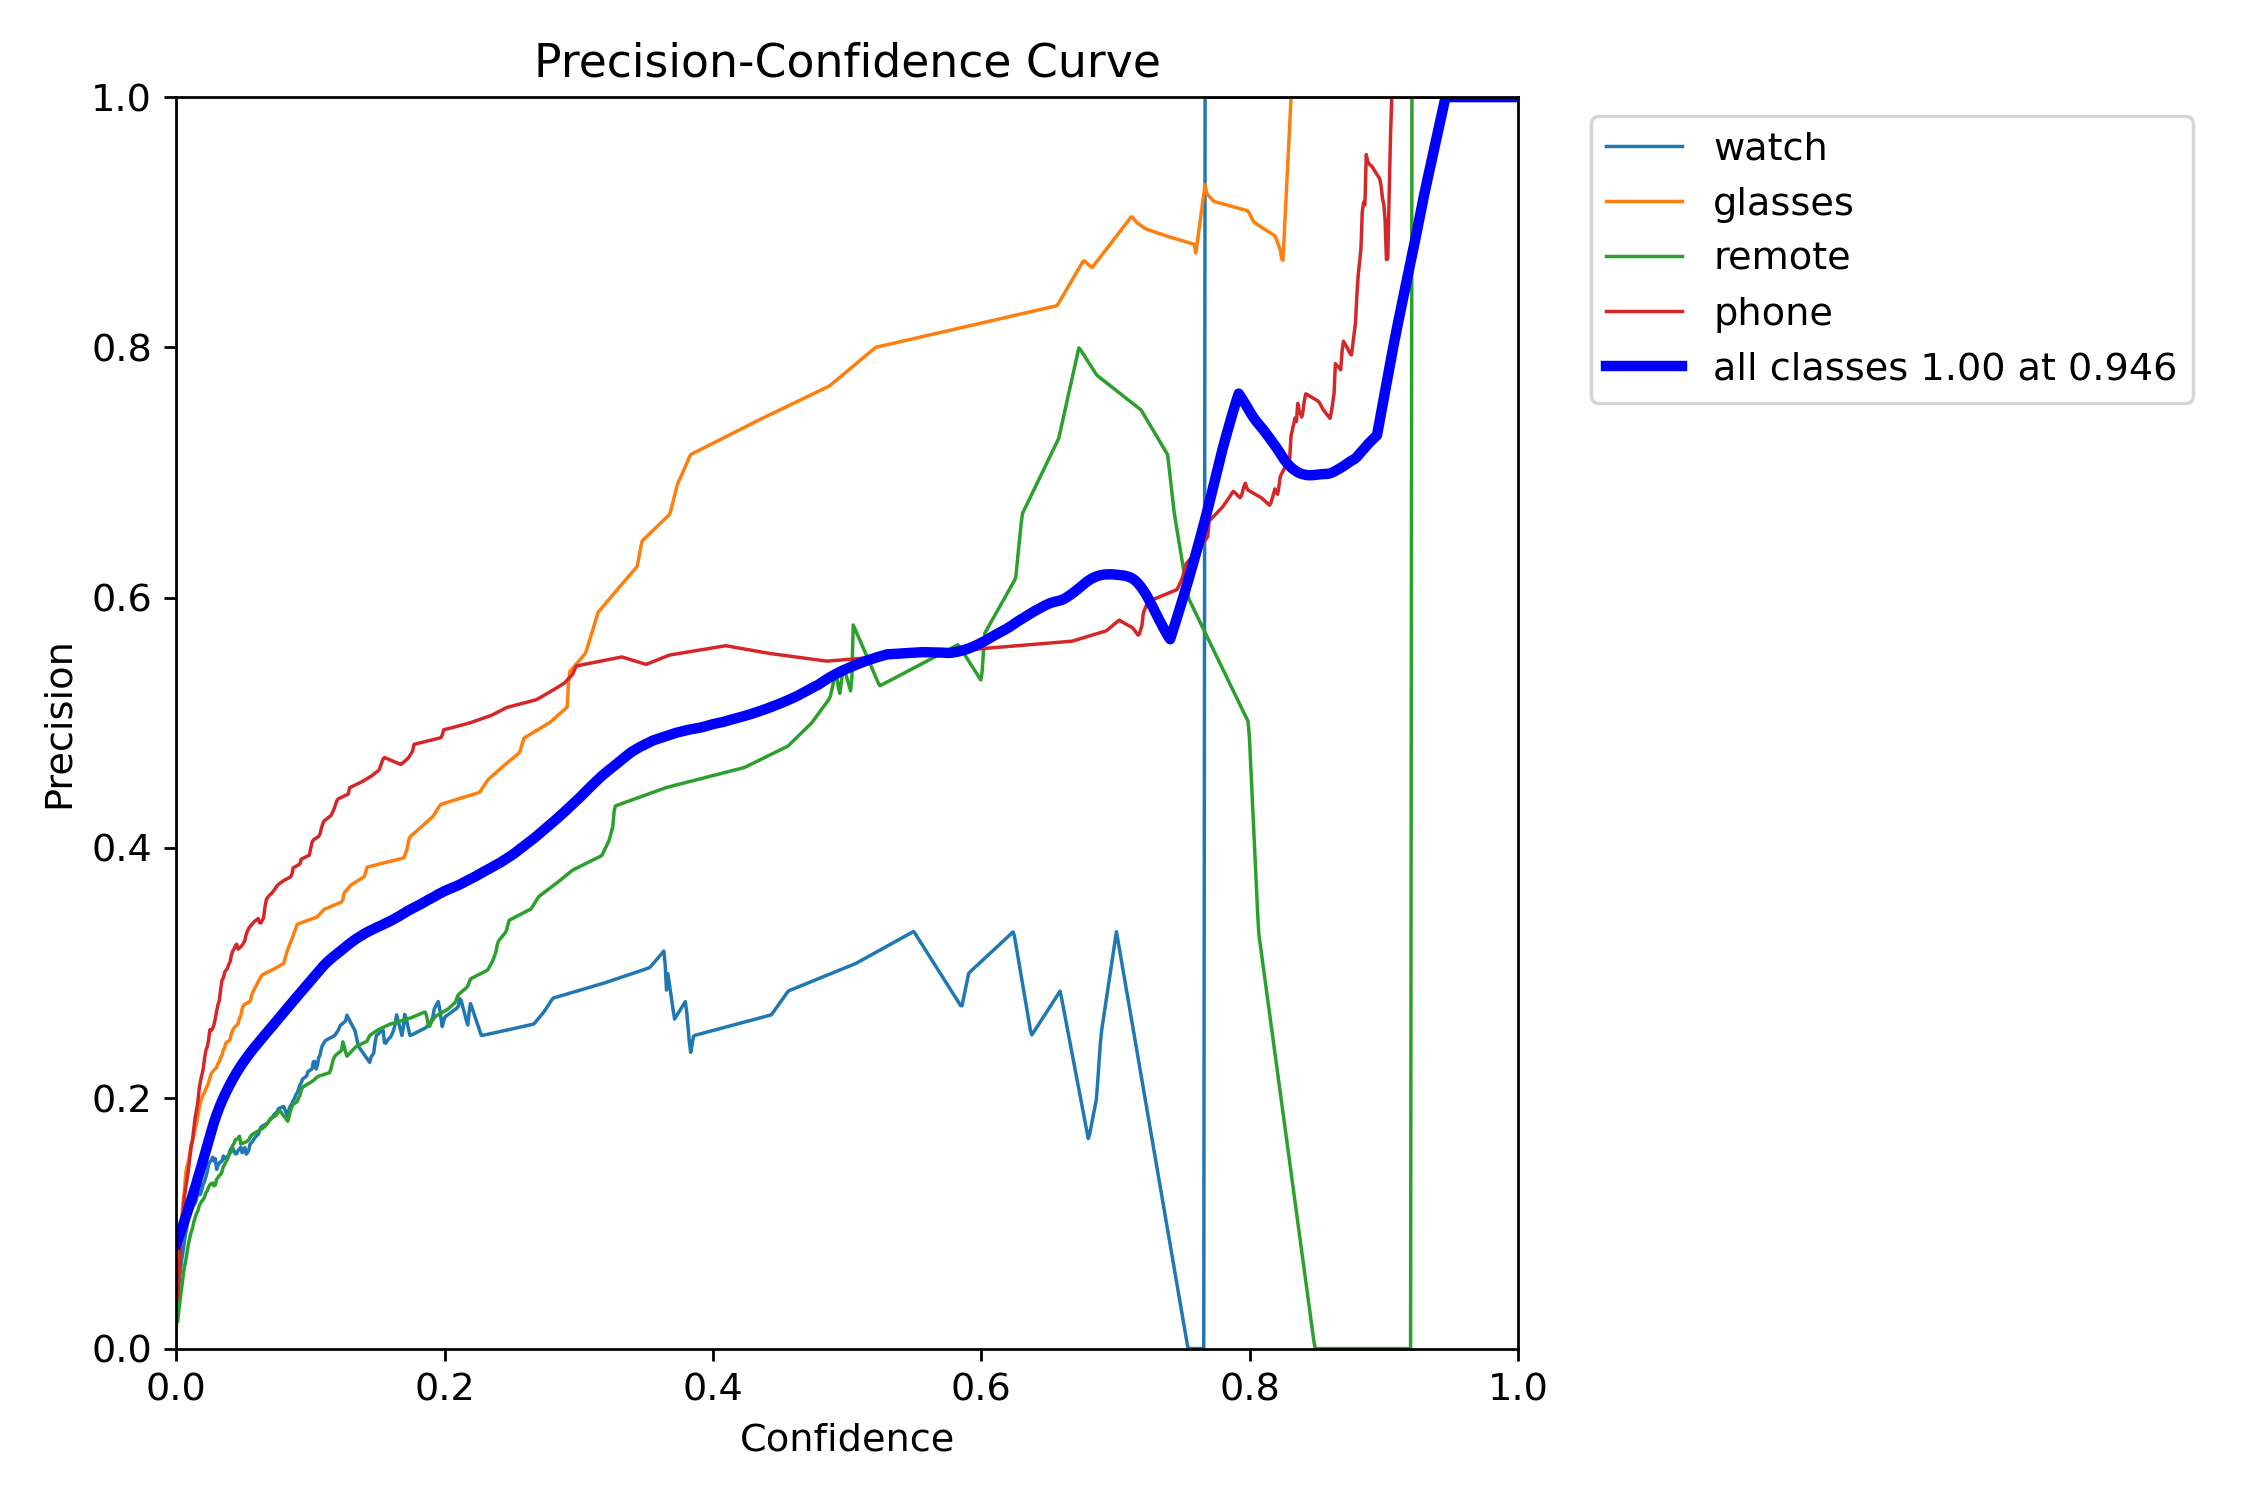 Precision-Confidence Curve
1.0
0.8
0.6
0.4
0.2
0.0
Precision
0.0 0.2 0.4 0.6 0.8 1.0
Confidence
watch
glasses
remote
phone
all classes 1.00 at 0.946